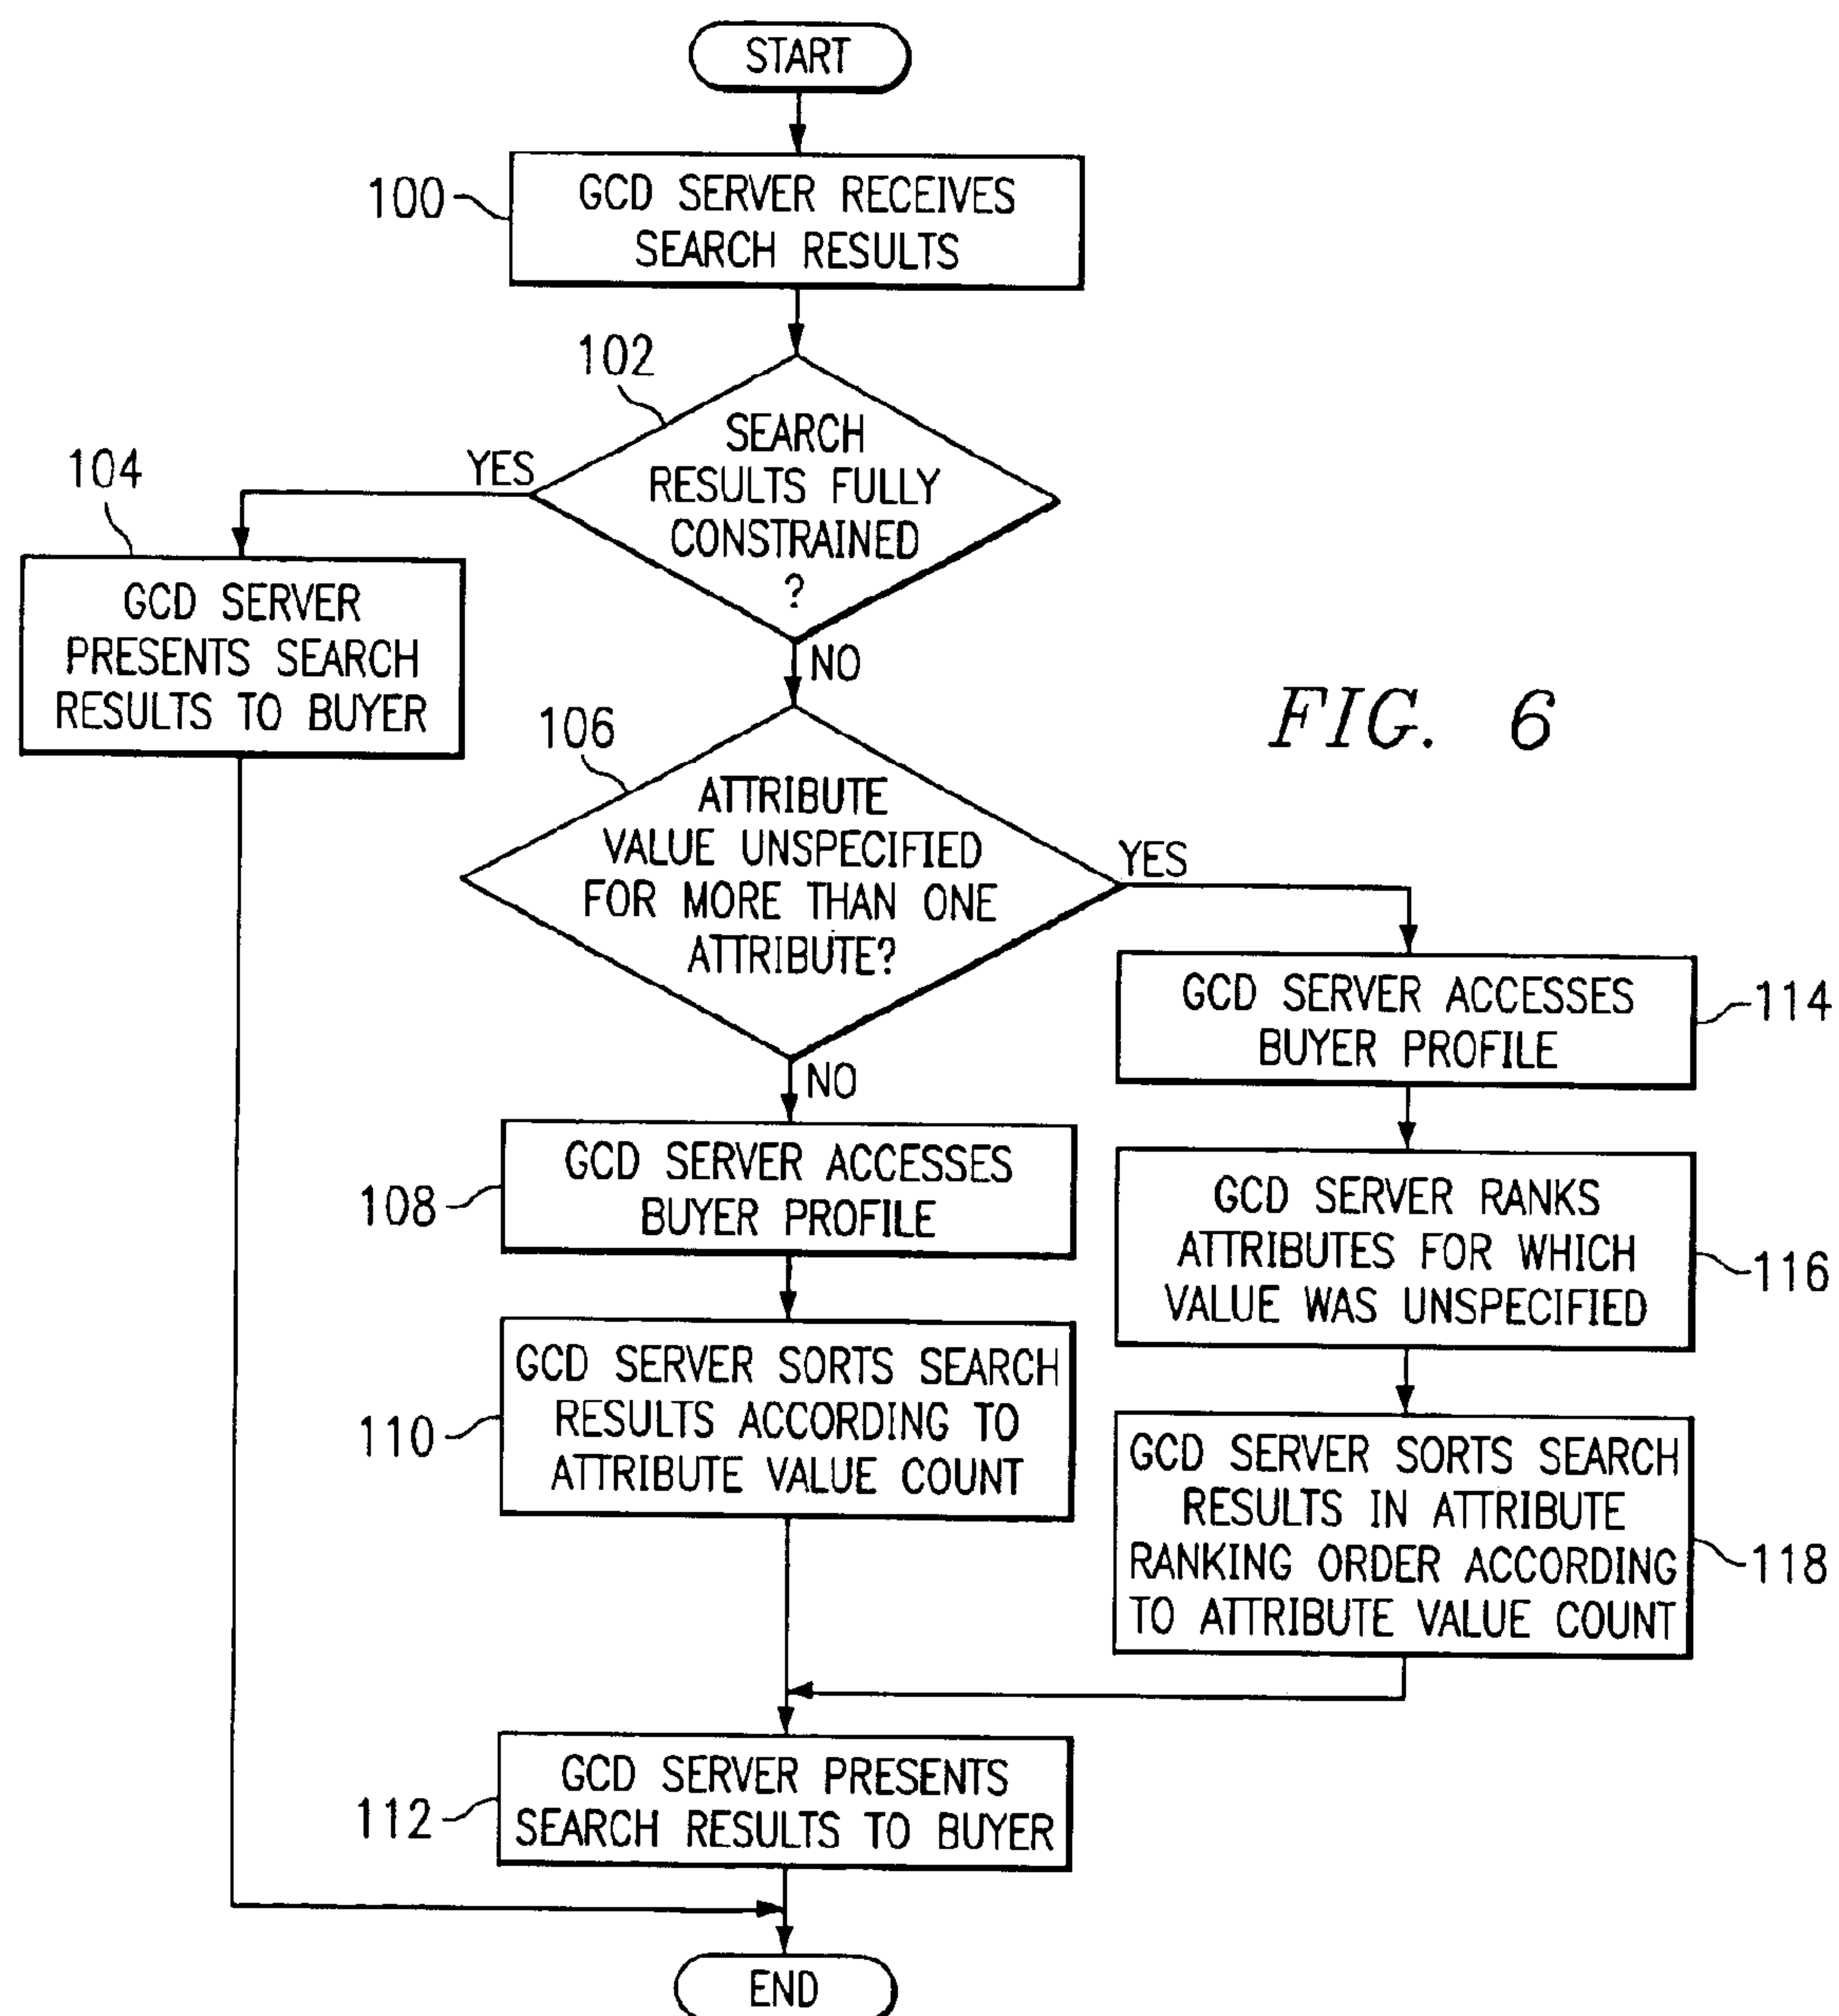 START
100
GCD SERVER RECEIVES
SEARCH RESULTS
102
SEARCH
RESULTS FULLY
CONSTRAINED
?
YES
NO
104
GCD SERVER
PRESENTS SEARCH
RESULTS TO BUYER
FIG. 6
106
ATTRIBUTE
VALUE UNSPECIFIED
FOR MORE THAN ONE
ATTRIBUTE?
YES
NO
GCD SERVER ACCESSES
BUYER PROFILE
114
108
GCD SERVER ACCESSES
BUYER PROFILE
GCD SERVER RANKS
ATTRIBUTES FOR WHICH
VALUE WAS UNSPECIFIED
116
110
GCD SERVER SORTS SEARCH
RESULTS ACCORDING TO
ATTRIBUTE VALUE COUNT
GCD SERVER SORTS SEARCH
RESULTS IN ATTRIBUTE
RANKING ORDER ACCORDING
TO ATTRIBUTE VALUE COUNT
118
112
GCD SERVER PRESENTS
SEARCH RESULTS TO BUYER
END